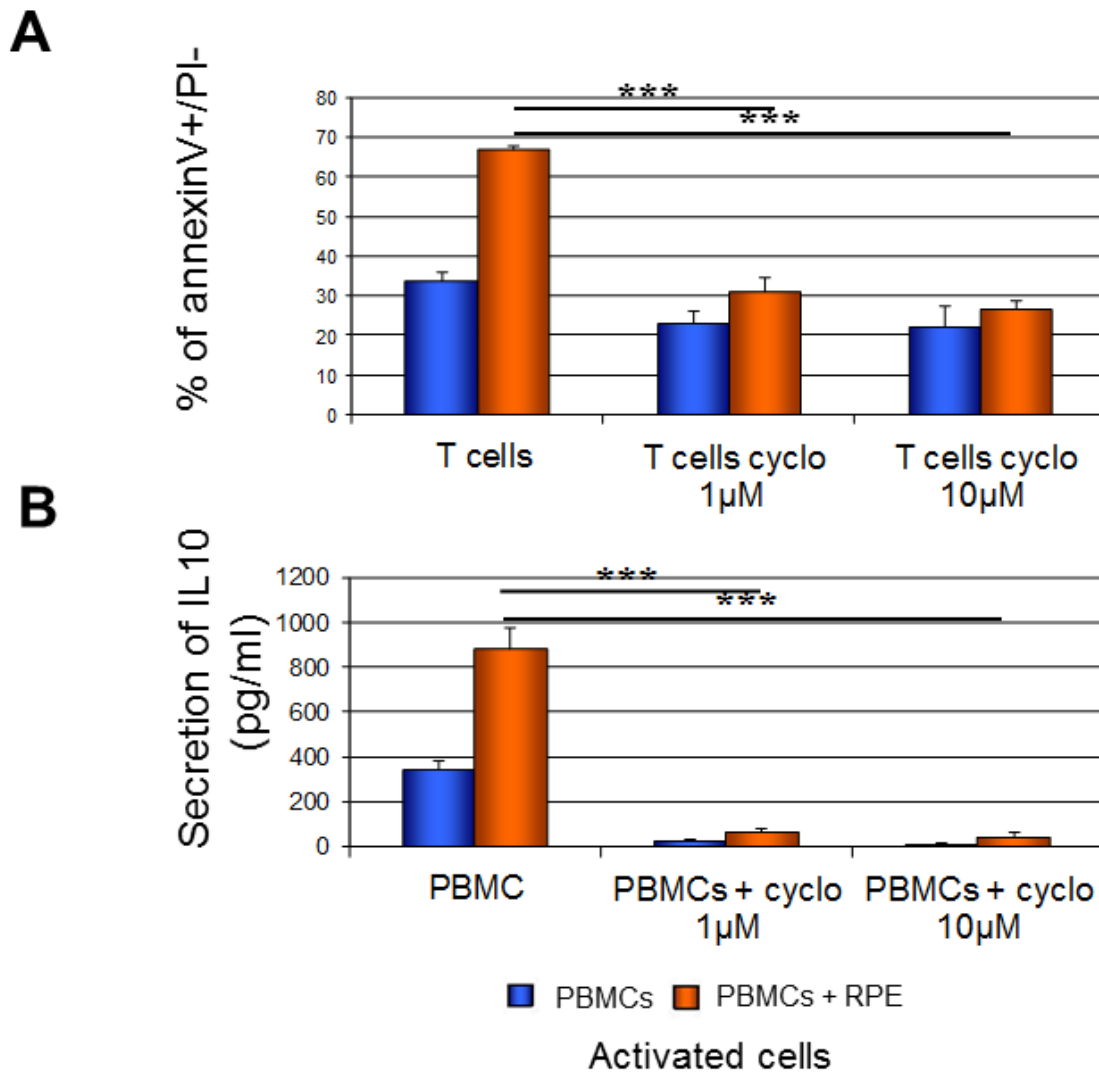 A
% of annexinV+/PI-
80
70
60
50
40
30
20
10
0
***
***
T cells
T cells cyclo
1µM
T cells cyclo
10µM
B
Secretion of IL10
(pg/ml)
1200
1000
800
600
400
200
0
***
***
PBMC
PBMCs + cyclo
1µM
PBMCs + cyclo
10µM
PBMCs
PBMCs + RPE
Activated cells